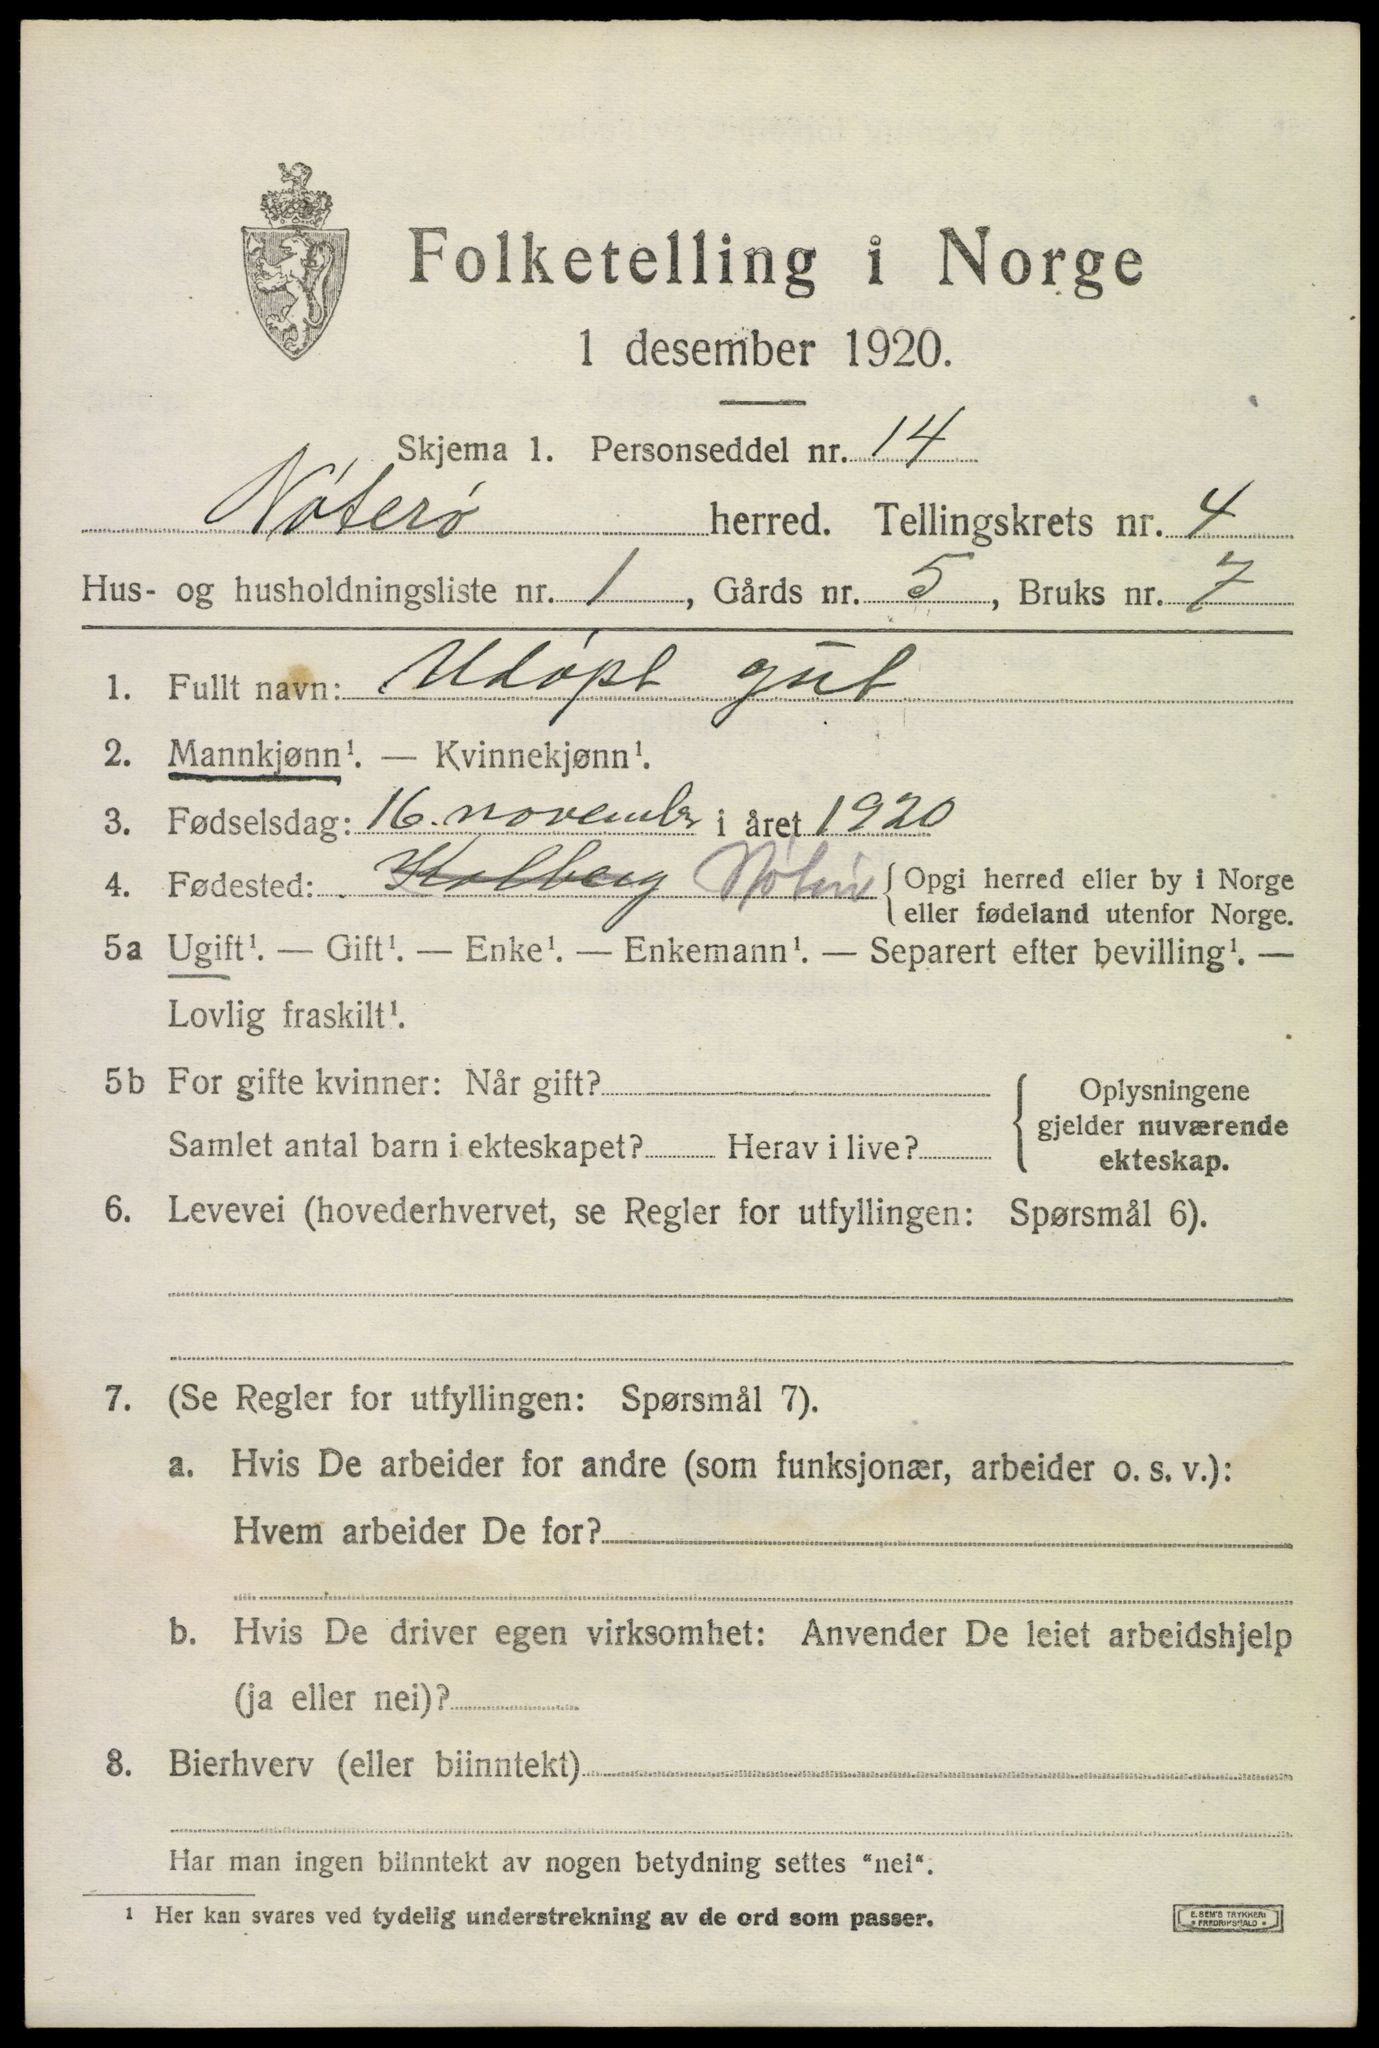 Folketelling i Norge
1 desember 1920.
Skjema 1. Personseddel nr. 14
Nøterø herred. Tellingskrets nr. 4
Hus- og husholdningsliste nr. 1, Gårds nr. 5, Bruks nr. 7
1. Fullt navn: Udøpt gut
2. Mannkjønn¹. — Kvinnekjønn¹.
3. Fødselsdag: 16. november i året 1920
4. Fødested: Kolberg Nøterø { Opgi herred eller by i Norge
eller fødeland utenfor Norge.
5a Ugift¹. — Gift¹. — Enke¹. — Enkemann¹. — Separert efter bevilling¹. —
Lovlig fraskilt¹.
5b For gifte kvinner: Når gift?
Samlet antal barn i ekteskapet? Herav i live?
{ Oplysningene
gjelder nuværende
ekteskap.
6. Levevei (hovederhvervet, se Regler for utfyllingen: Spørsmål 6).
7. (Se Regler for utfyllingen: Spørsmål 7).
a. Hvis De arbeider for andre (som funksjonær, arbeider o. s. v.):
Hvem arbeider De for?
b. Hvis De driver egen virksomhet: Anvender De leiet arbeidshjelp
(ja eller nei)?
8. Bierhverv (eller biinntekt)
Har man ingen biinntekt av nogen betydning settes "nei".
¹ Her kan svares ved tydelig understrekning av de ord som passer.
E. SEM'S TRYKKERI
• FREDRIKSHALD •